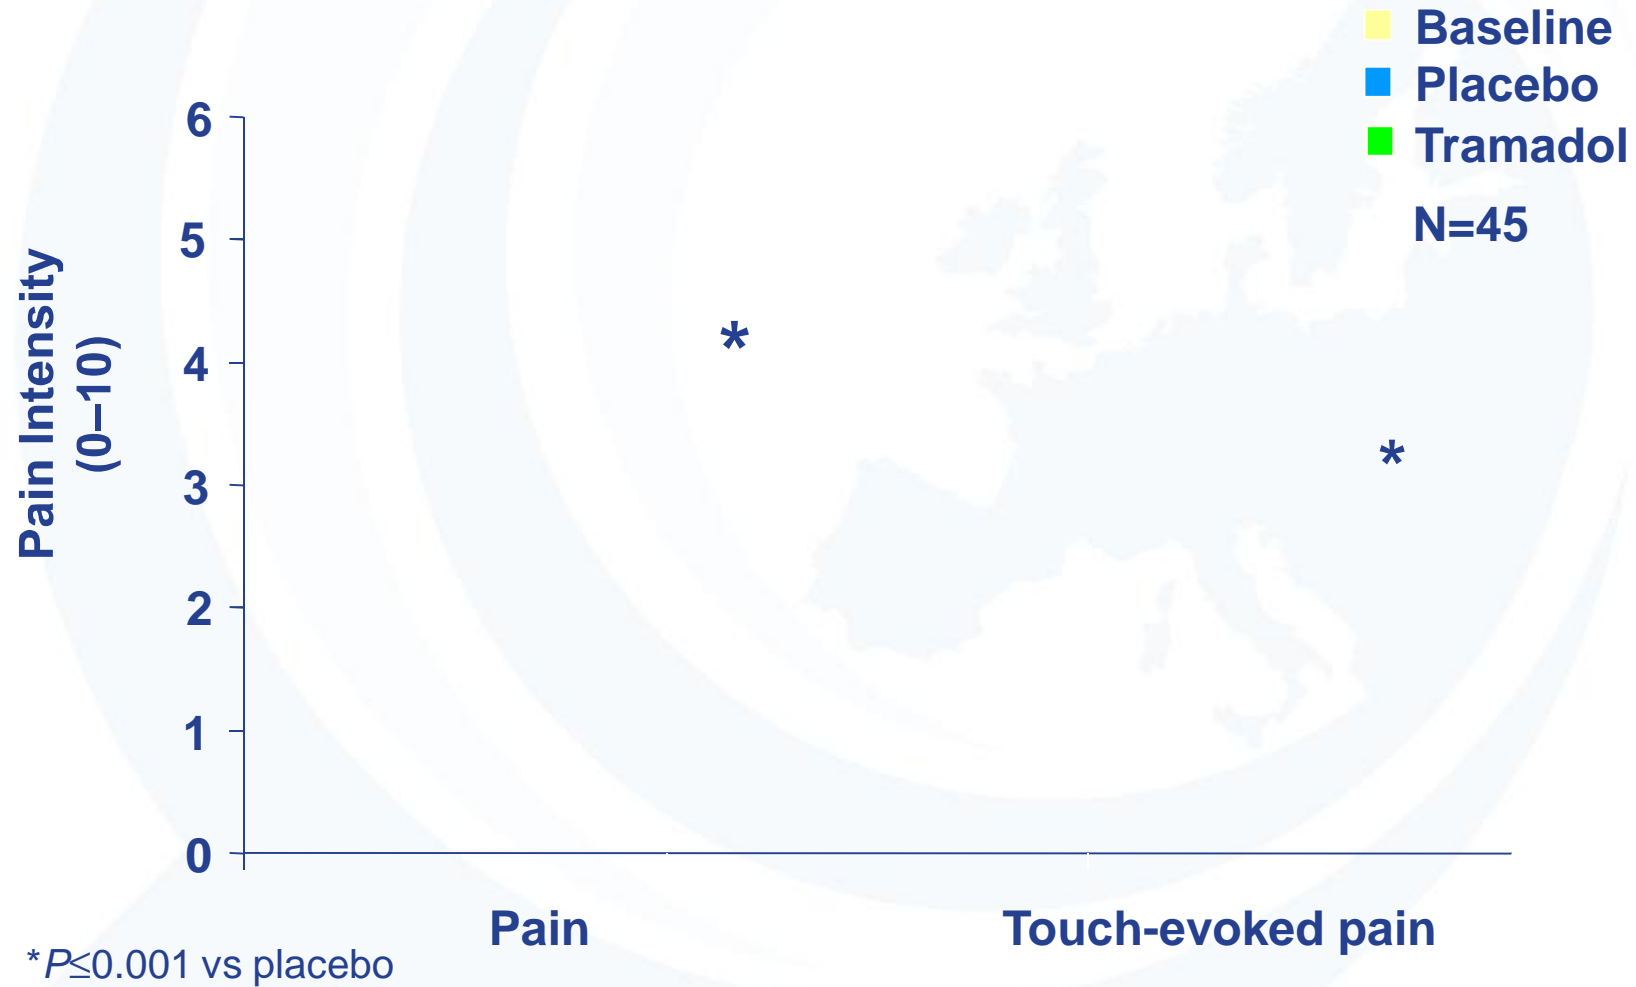 Baseline
Placebo
Tramadol
N=45
Pain Intensity
(0–10)
6
5
4
3
2
1
0
*
*
Pain
Touch-evoked pain
*P≤0.001 vs placebo